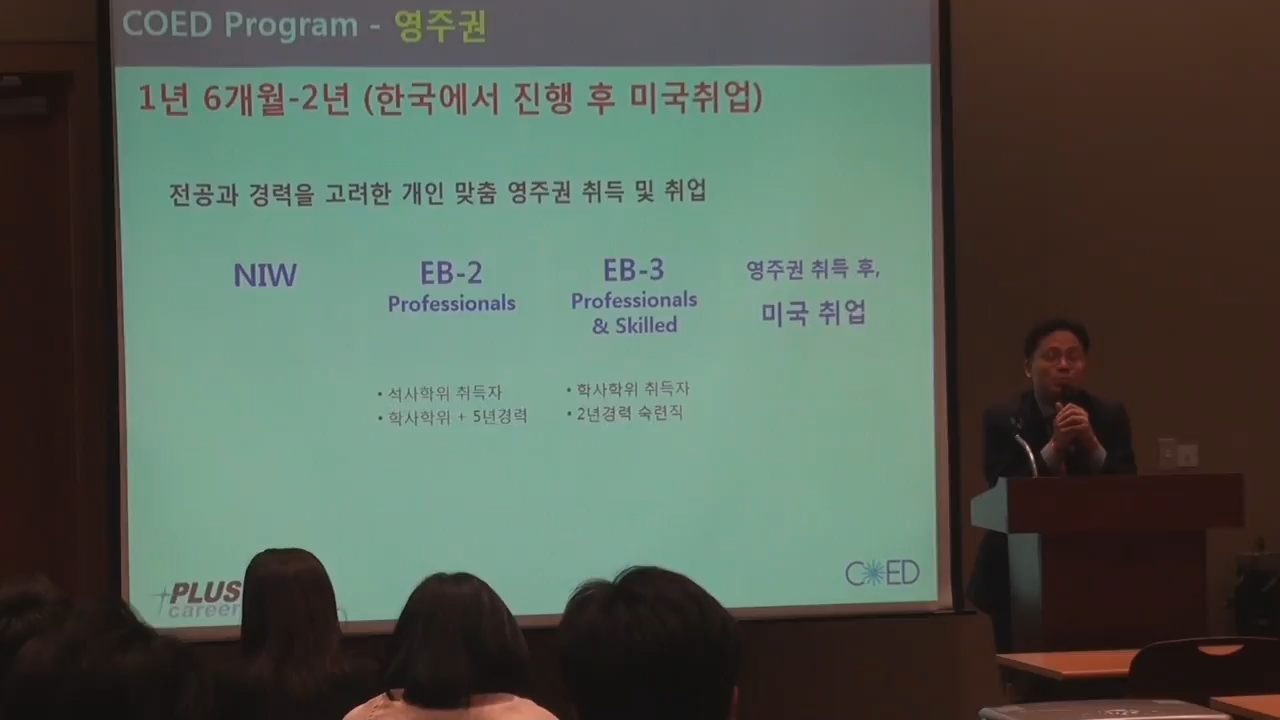 COED Program - 영주권
1년 6개월-2년 (한국에서 진행 후 미국취업)
전공과 경력을 고려한 개인 맞춤 영주권 취득 및 취업
NIW
EB-2
Professionals
• 석사학위 취득자
• 학사학위 + 5년경력
EB-3
Professionals
& Skilled
• 학사학위 취득자
• 2년경력 숙련직
영주권 취득 후,
미국 취업
PLUS
career
COED